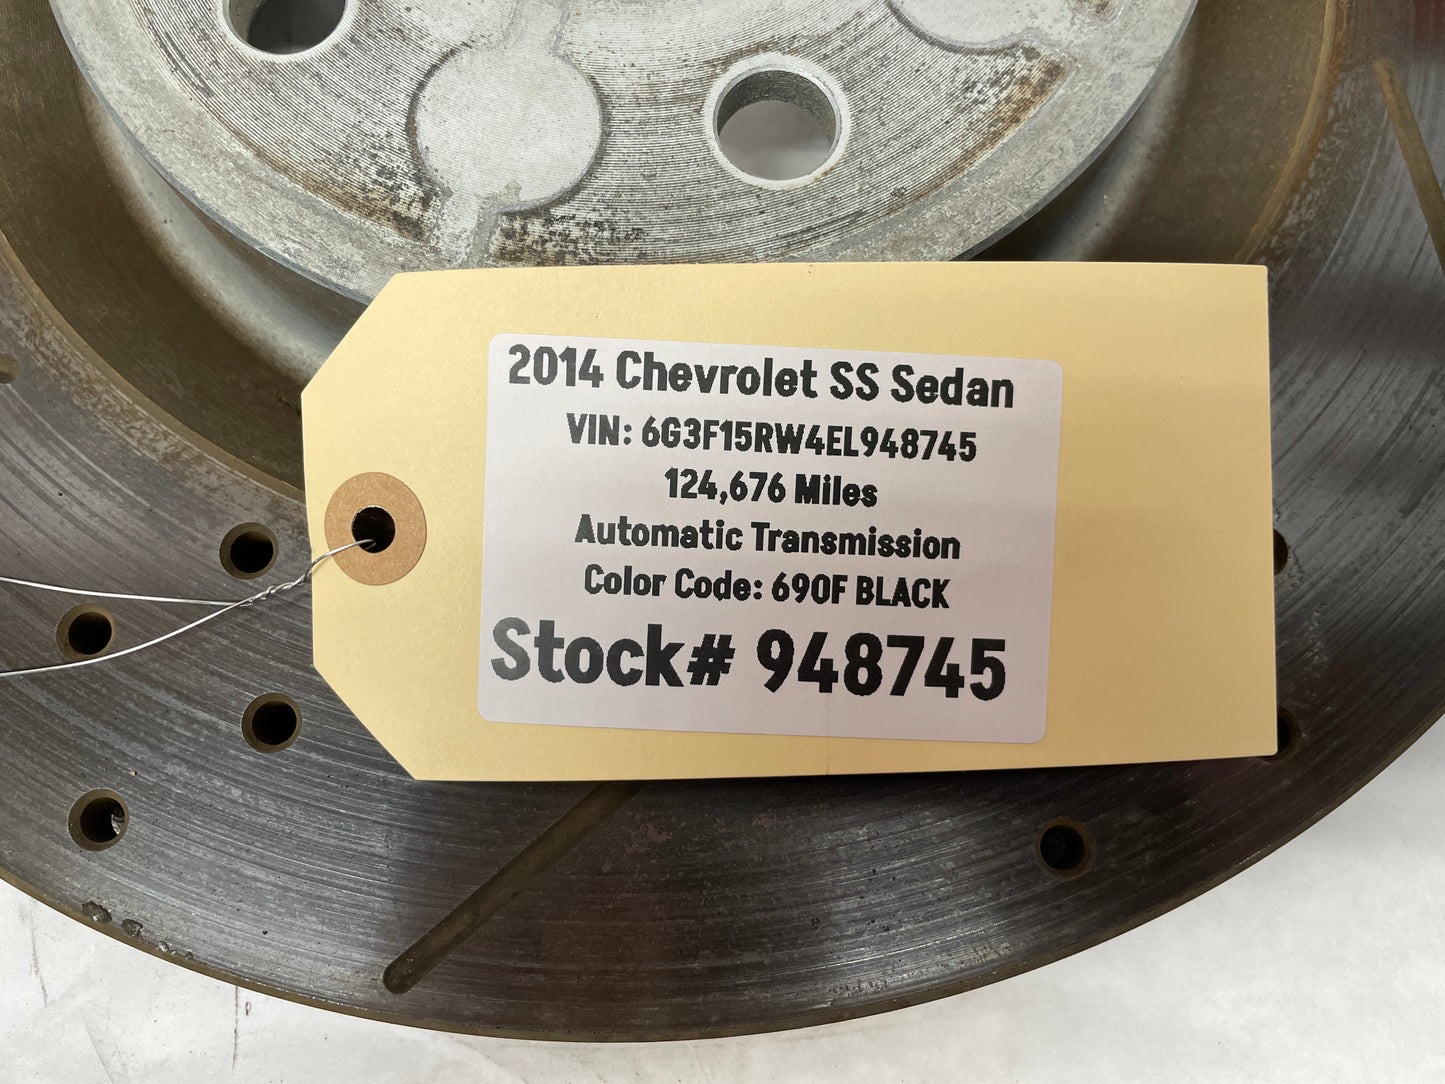 2014 Chevrolet SS Sedan
VIN: 6G3F15RW4EL948745
124,676 Miles
Automatic Transmission
Color Code: 690F BLACK
Stock# 948745